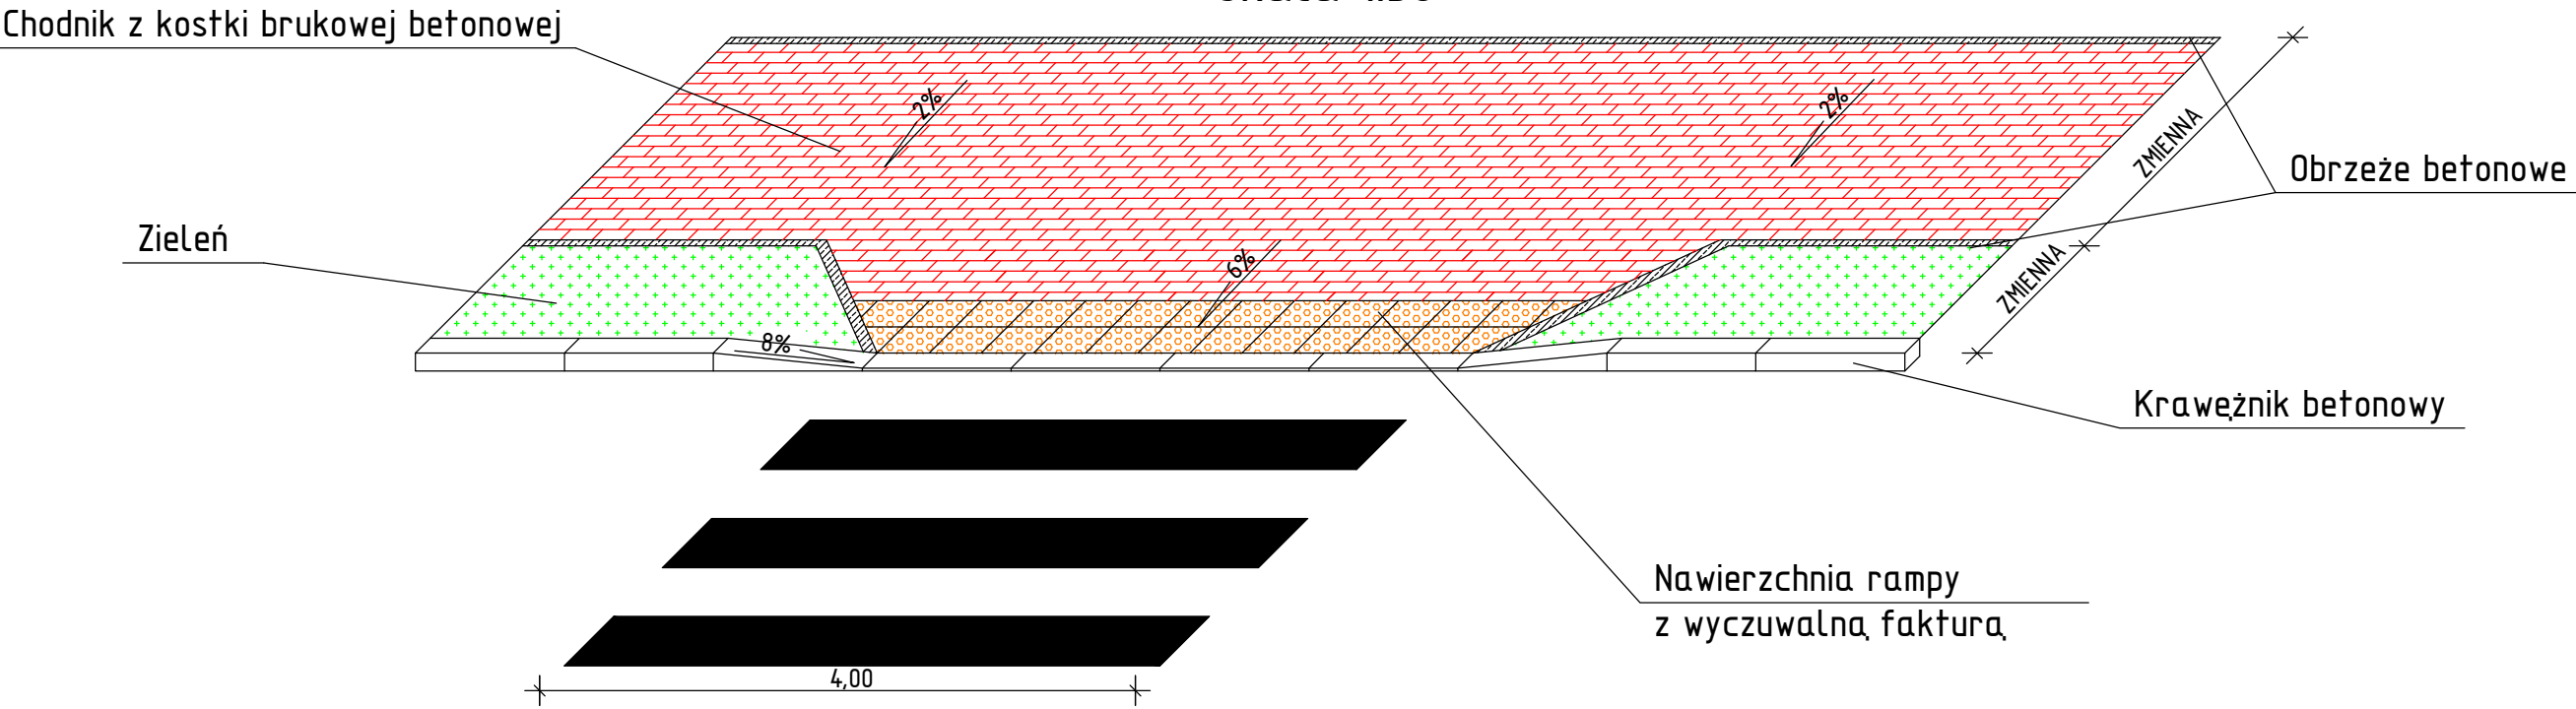 Chodnik z kostki brukowej betonowej
2%
2%
ZMIENNA
Obrzeże betonowe
Zieleń
6%
ZMIENNA
8%
Krawężnik betonowy
Nawierzchnia rampy
z wyczuwalną fakturą
4,00